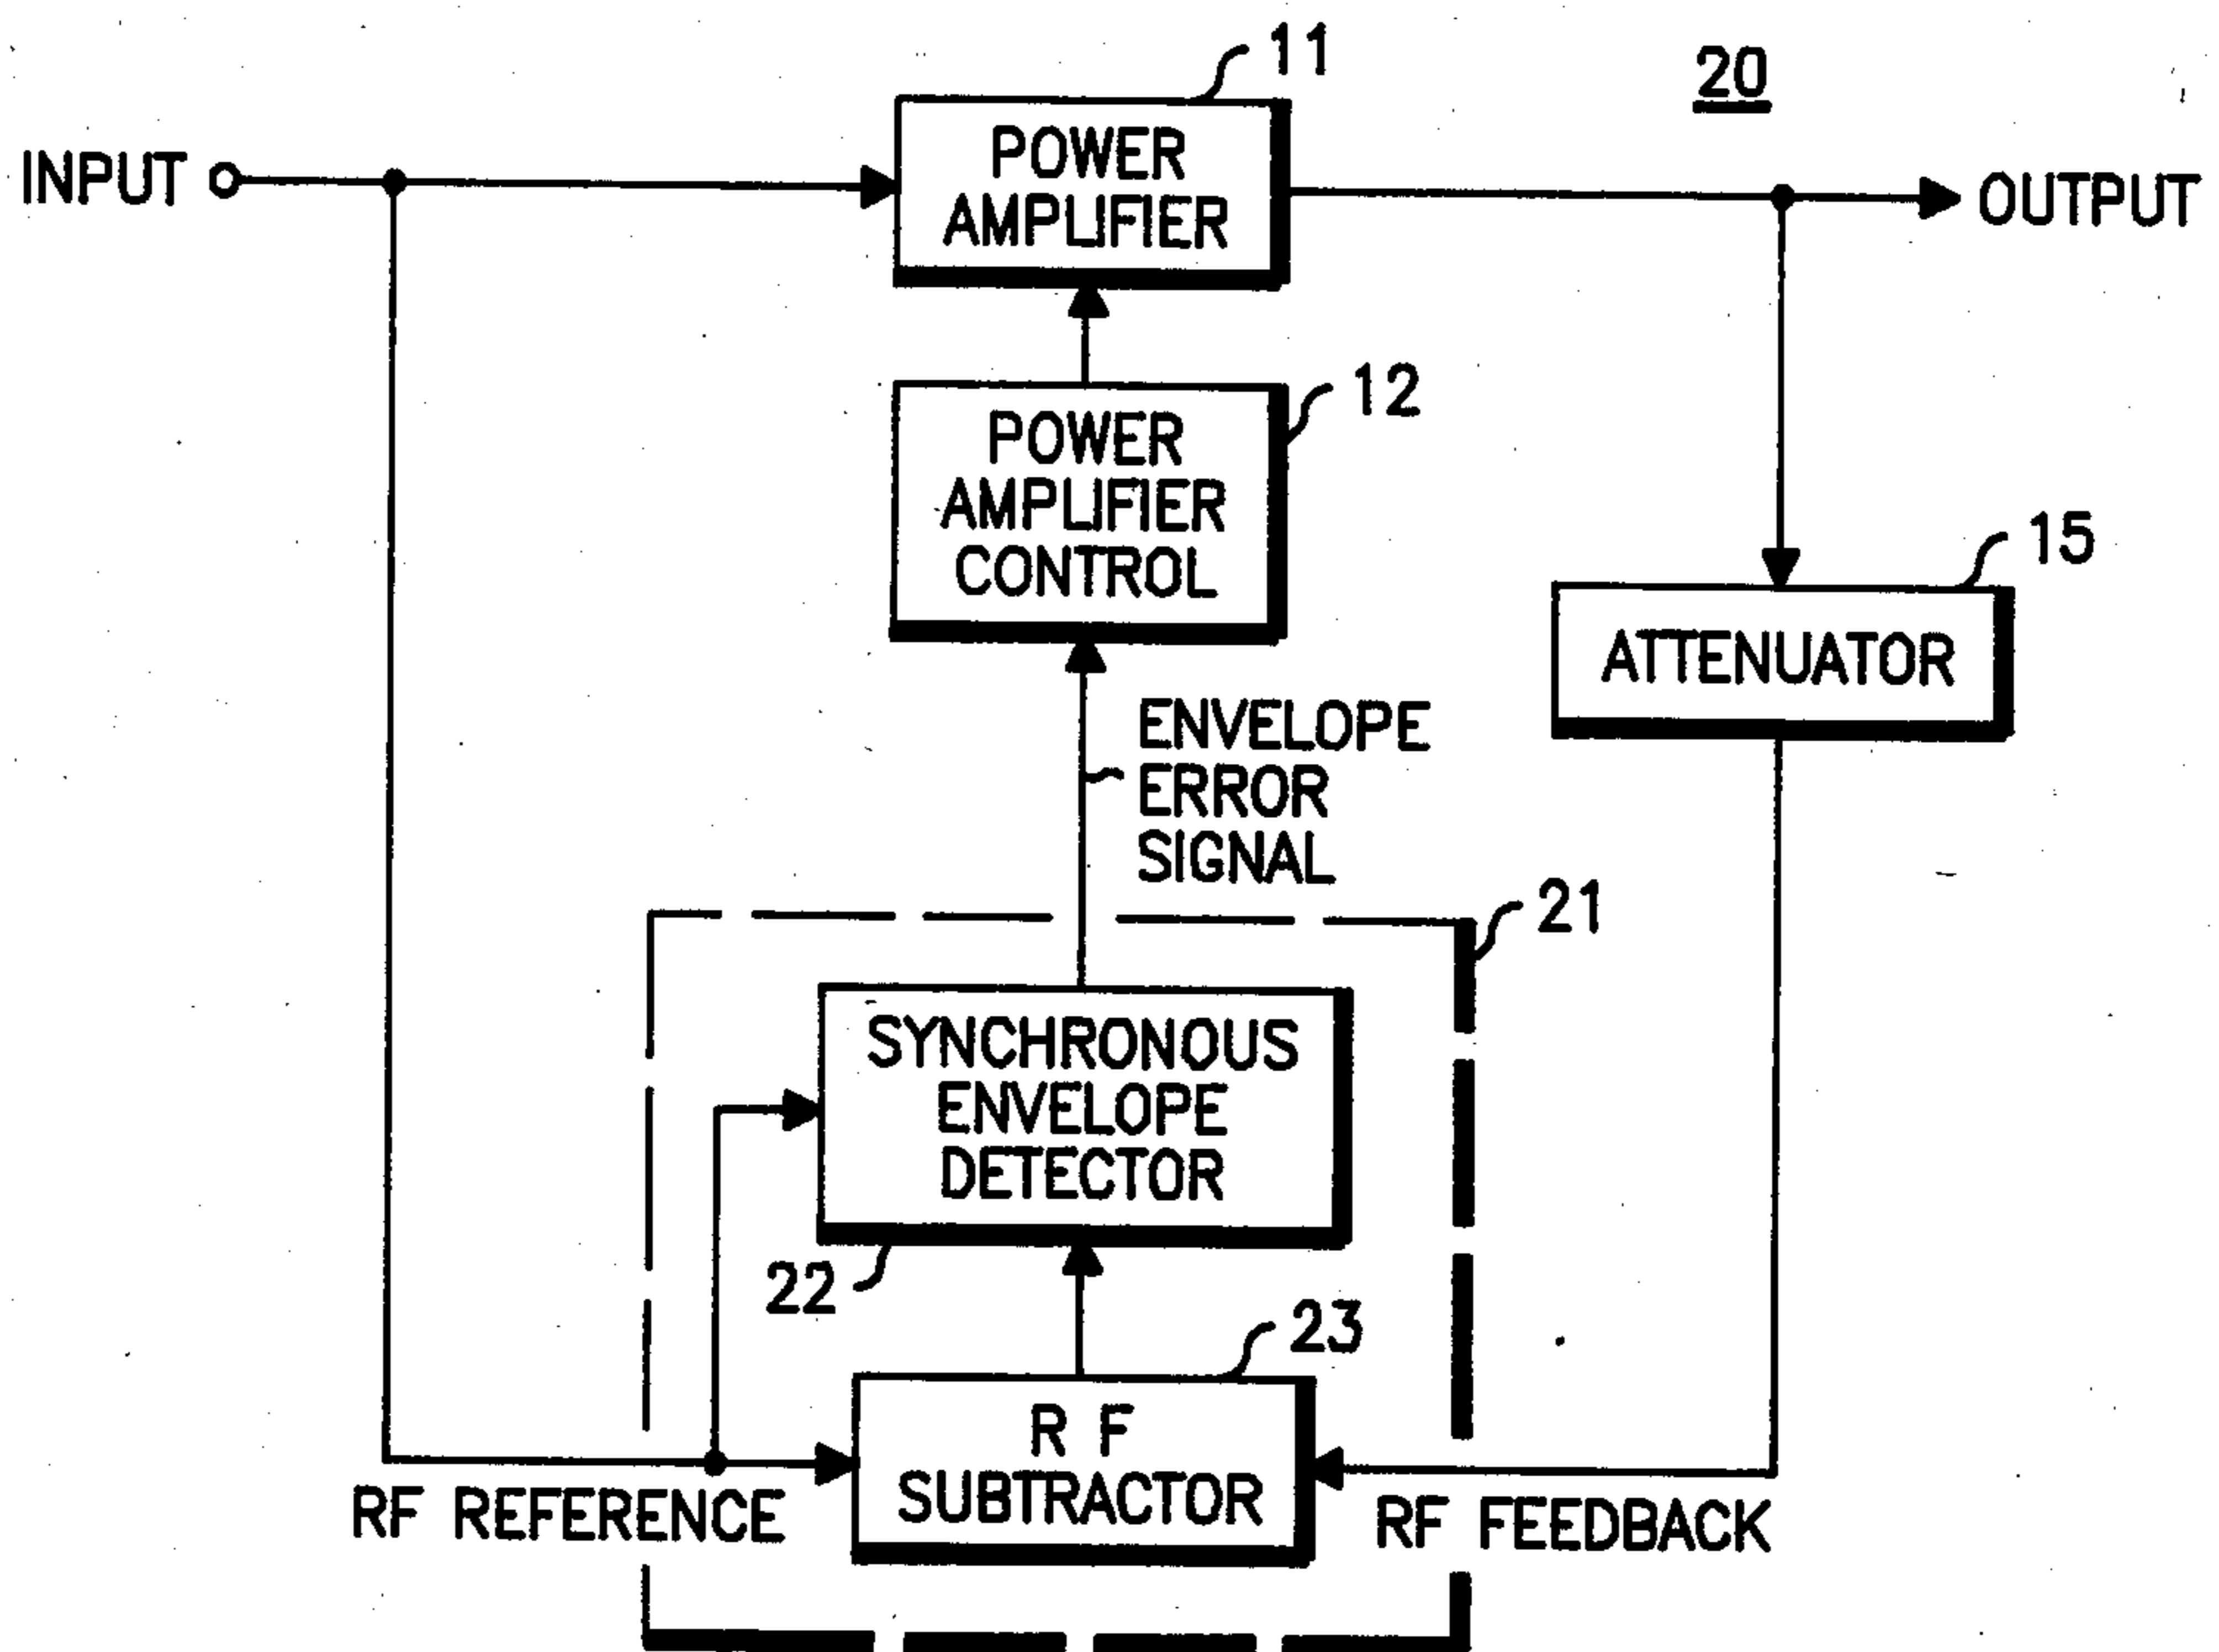 11
20
INPUT
POWER
AMPLIFIER
OUTPUT
12
POWER
AMPLIFIER
CONTROL
15
ATTENUATOR
ENVELOPE
ERROR
SIGNAL
21
SYNCHRONOUS
ENVELOPE
DETECTOR
22
23
RF
SUBTRACTOR
RF REFERENCE
RF FEEDBACK